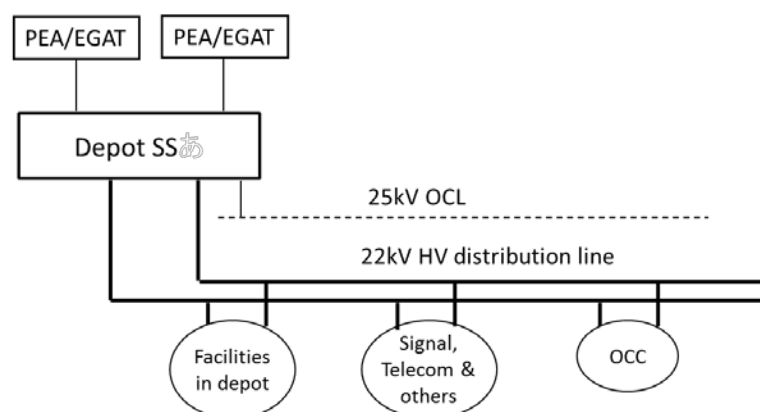 PEA/EGAT
PEA/EGAT
Depot SSあ
25kV OCL
22kV HV distribution line
Facilities
in depot
Signal,
Telecom &
others
OCC